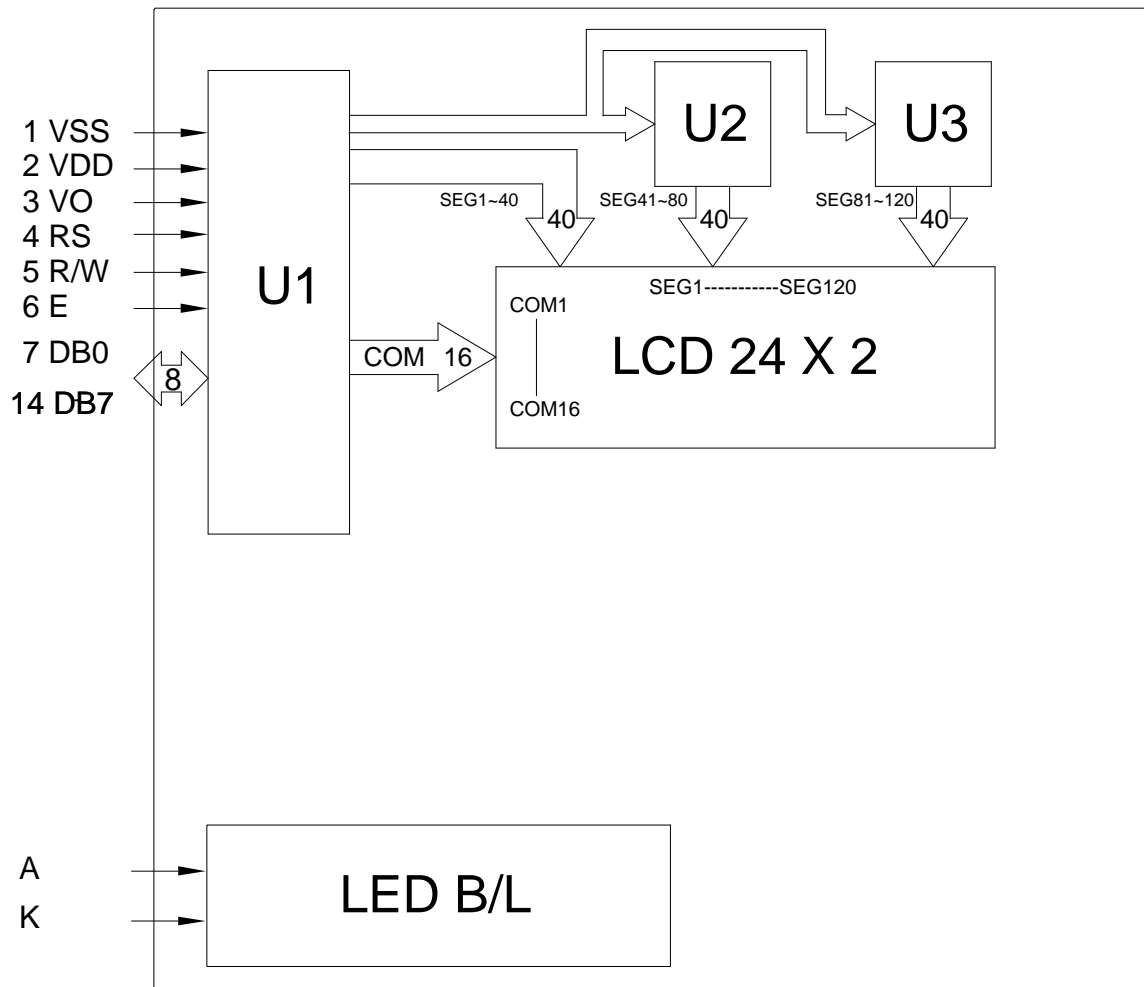 1 VSS
2 VDD
3 VO
4 RS
5 R/W
6 E
7 DB0
14 DB7
8
U1
U2
U3
SEG1~40
40
SEG41~80
40
SEG81~120
40
SEG1-----------SEG120
COM1
COM16
LCD 24 X 2
COM 16
A
K
LED B/L